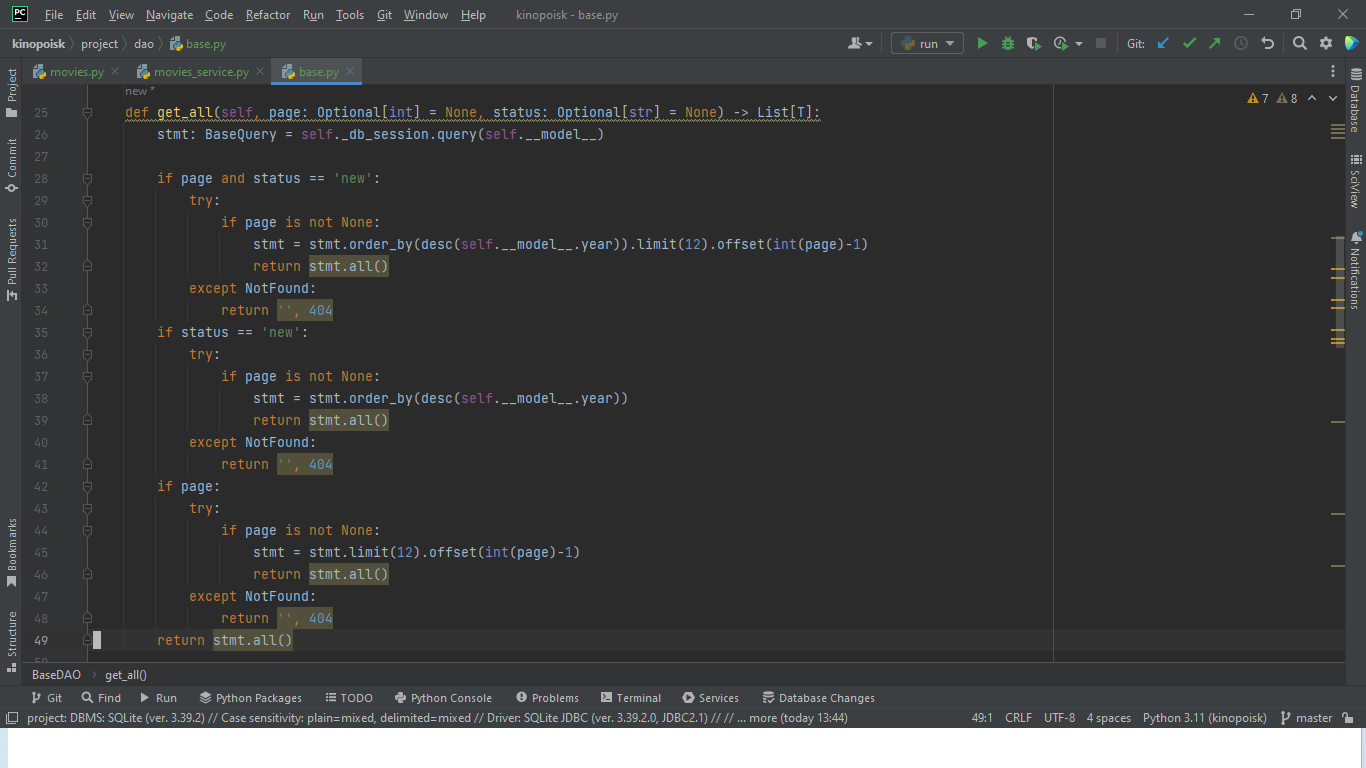 PC File Edit View Navigate Code Refactor Run Tools Git Window Help kinopoisk - base.py
kinopoisk project dao base.py run Git:
movies.py movies_service.py base.py
new *
7 8
25 def get_all(self, page: Optional[int] = None, status: Optional[str] = None) -> List[T]:
26 stmt: BaseQuery = self._db_session.query(self.__model__)
27
28 if page and status == 'new':
29 try:
30 if page is not None:
31 stmt = stmt.order_by(desc(self.__model__.year)).limit(12).offset(int(page)-1)
32 return stmt.all()
33 except NotFound:
34 return '', 404
35 if status == 'new':
36 try:
37 if page is not None:
38 stmt = stmt.order_by(desc(self.__model__.year))
39 return stmt.all()
40 except NotFound:
41 return '', 404
42 if page:
43 try:
44 if page is not None:
45 stmt = stmt.limit(12).offset(int(page)-1)
46 return stmt.all()
47 except NotFound:
48 return '', 404
49 return stmt.all()
50
Project
Commit
Pull Requests
Bookmarks
Structure
Database
SciView
Notifications
BaseDAO get_all()
Git Find Run Python Packages TODO Python Console Problems Terminal Services Database Changes
project: DBMS: SQLite (ver. 3.39.2) // Case sensitivity: plain=mixed, delimited=mixed // Driver: SQLite JDBC (ver. 3.39.2.0, JDBC2.1) // // ... more (today 13:44) 49:1 CRLF UTF-8 4 spaces Python 3.11 (kinopoisk) master